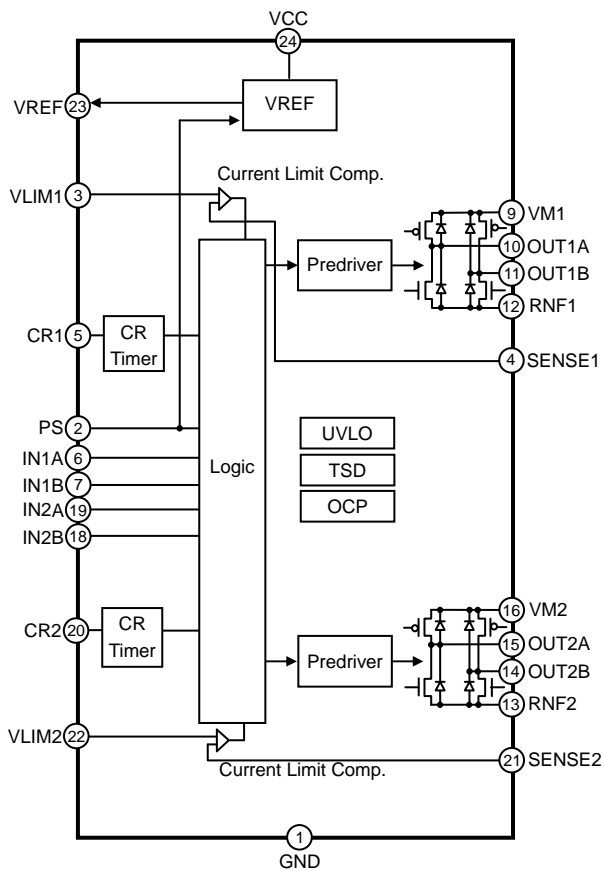 VCC
24
VREF 23
VREF
VLIM1 3
Current Limit Comp.
9 VM1
10 OUT1A
Predriver
11 OUT1B
12 RNF1
CR1 5
CR
Timer
4 SENSE1
PS 2
UVLO
IN1A 6
Logic
TSD
IN1B 7
IN2A 19
OCP
IN2B 18
16 VM2
CR2 20
CR
Timer
15 OUT2A
Predriver
14 OUT2B
13 RNF2
VLIM2 22
21 SENSE2
Current Limit Comp.
1
GND